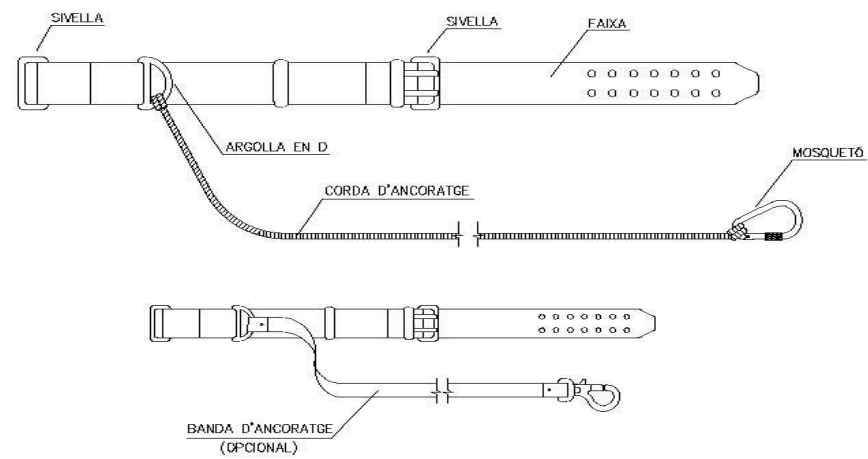 SIVELLA
SIVELLA
FAIXA
ARGOLLA EN D
MOSQUETÓ
CORDA D'ANCORATGE
BANDA D'ANCORATGE
(OPCIONAL)